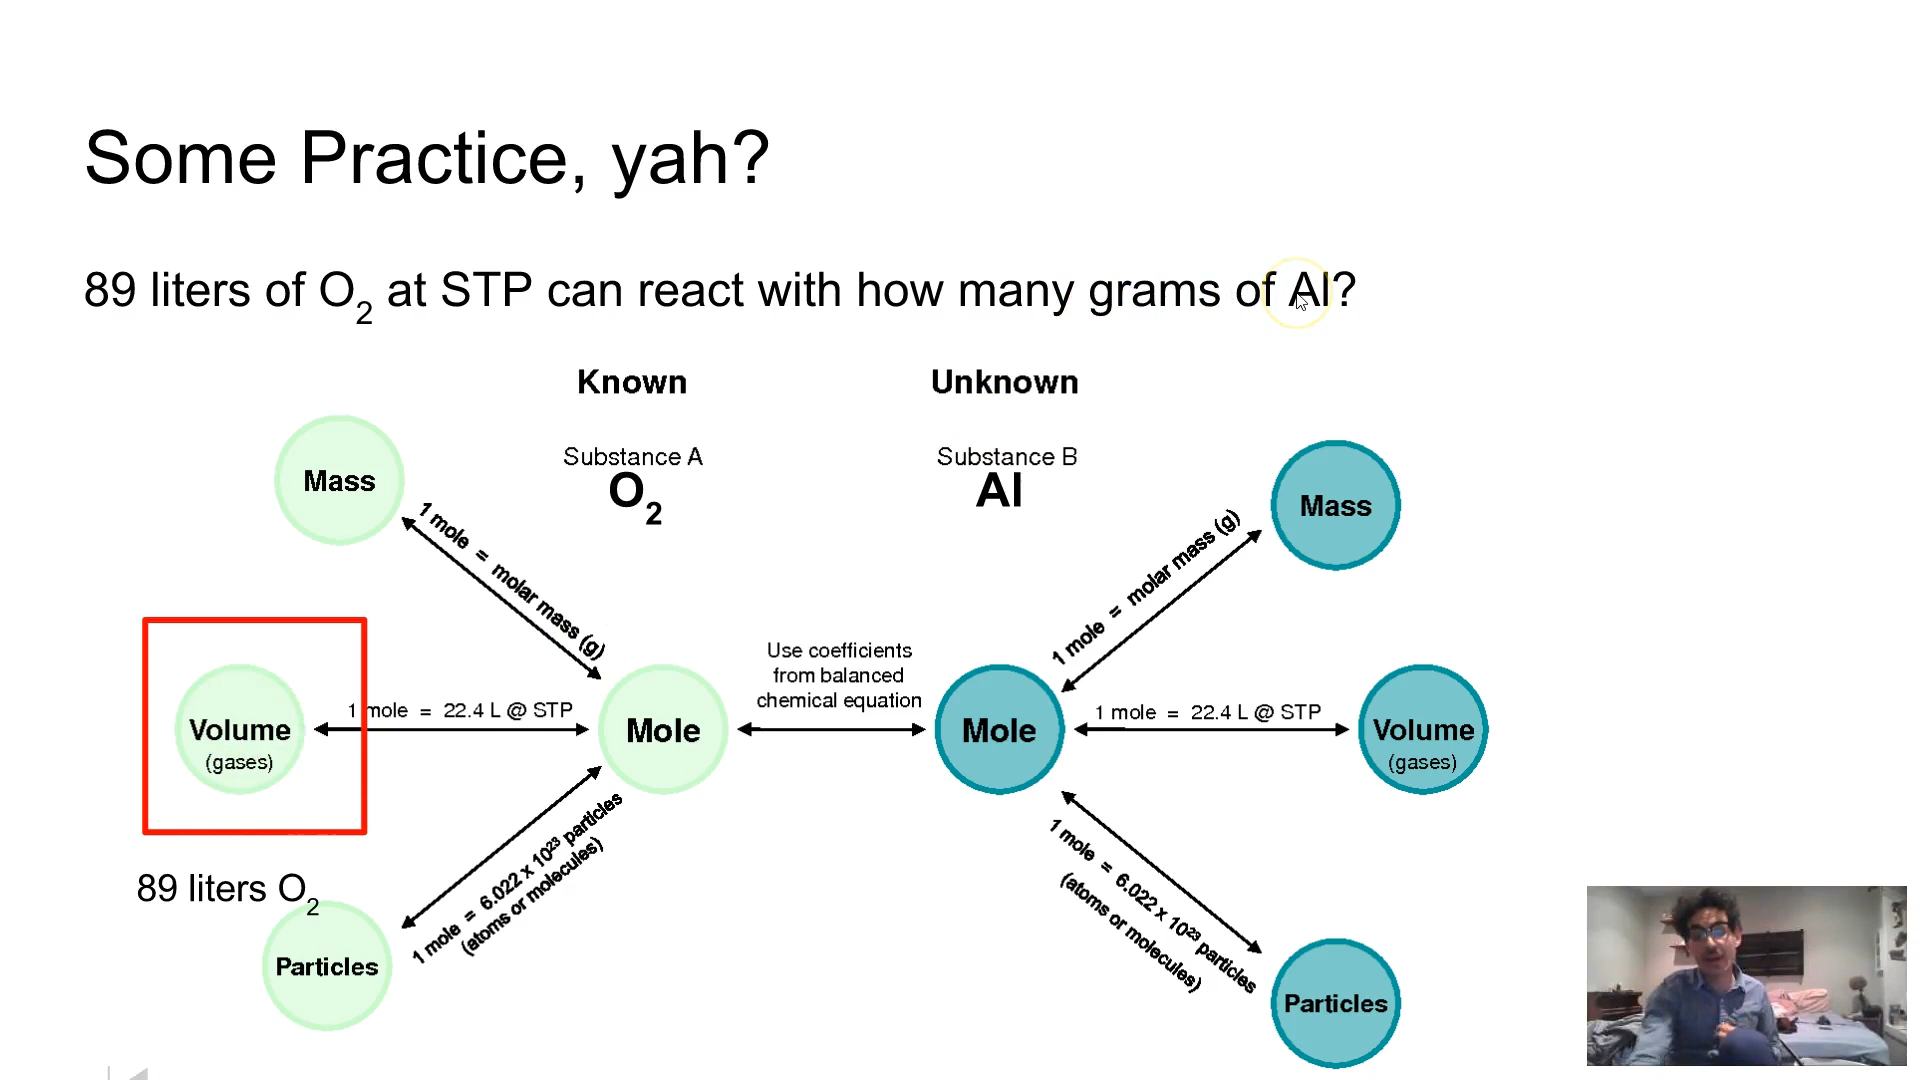 Some Practice, yah?
89 liters of O2 at STP can react with how many grams of Al?
Known
Unknown
Substance A
O2
Substance B
Al
Mass
1 mole = molar mass (g)
1 mole = molar mass (g)
Mass
Volume
(gases)
1 mole = 22.4 L @ STP
Mole
Use coefficients
from balanced
chemical equation
Mole
1 mole = 22.4 L @ STP
Volume
(gases)
89 liters O2
Particles
1 mole = 6.022 x 10²³ particles
(atoms or molecules)
1 mole = 6.022 x 10²³ particles
(atoms or molecules)
Particles